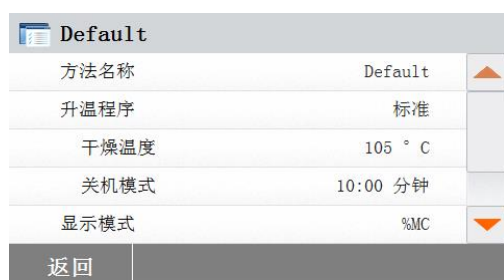 Default
方法名称 Default
升温程序 标准
干燥温度 105 ° C
关机模式 10:00 分钟
显示模式 %MC
返回